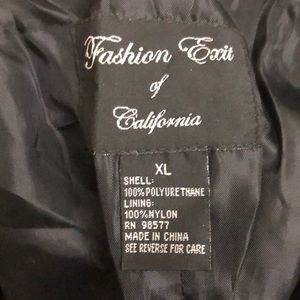 Fashion Exit
of
California
XL
SHELL:
100%POLYURETHANE
LINING:
100%NYLON
RN 98577
MADE IN CHINA
SEE REVERSE FOR CARE